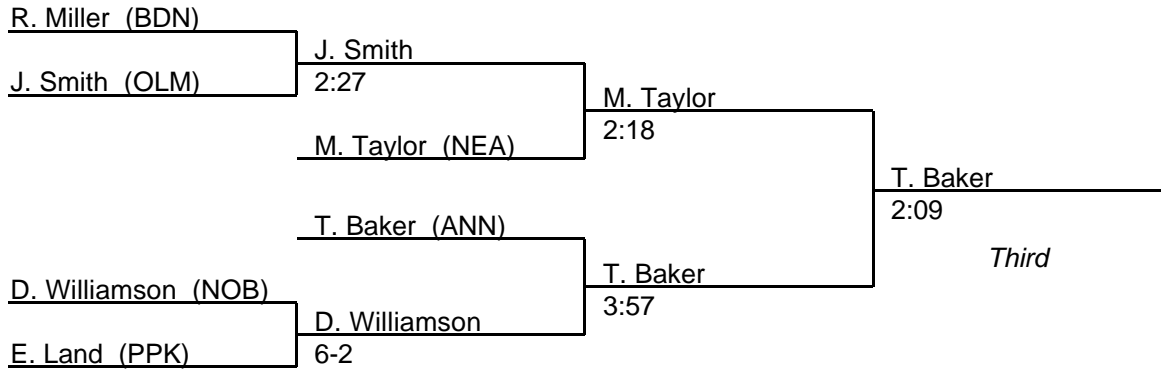 R. Miller (BDN)
J. Smith
J. Smith (OLM)
2:27
M. Taylor
2:18
M. Taylor (NEA)
T. Baker
2:09
T. Baker (ANN)
Third
T. Baker
D. Williamson (NOB)
3:57
D. Williamson
E. Land (PPK)
6-2